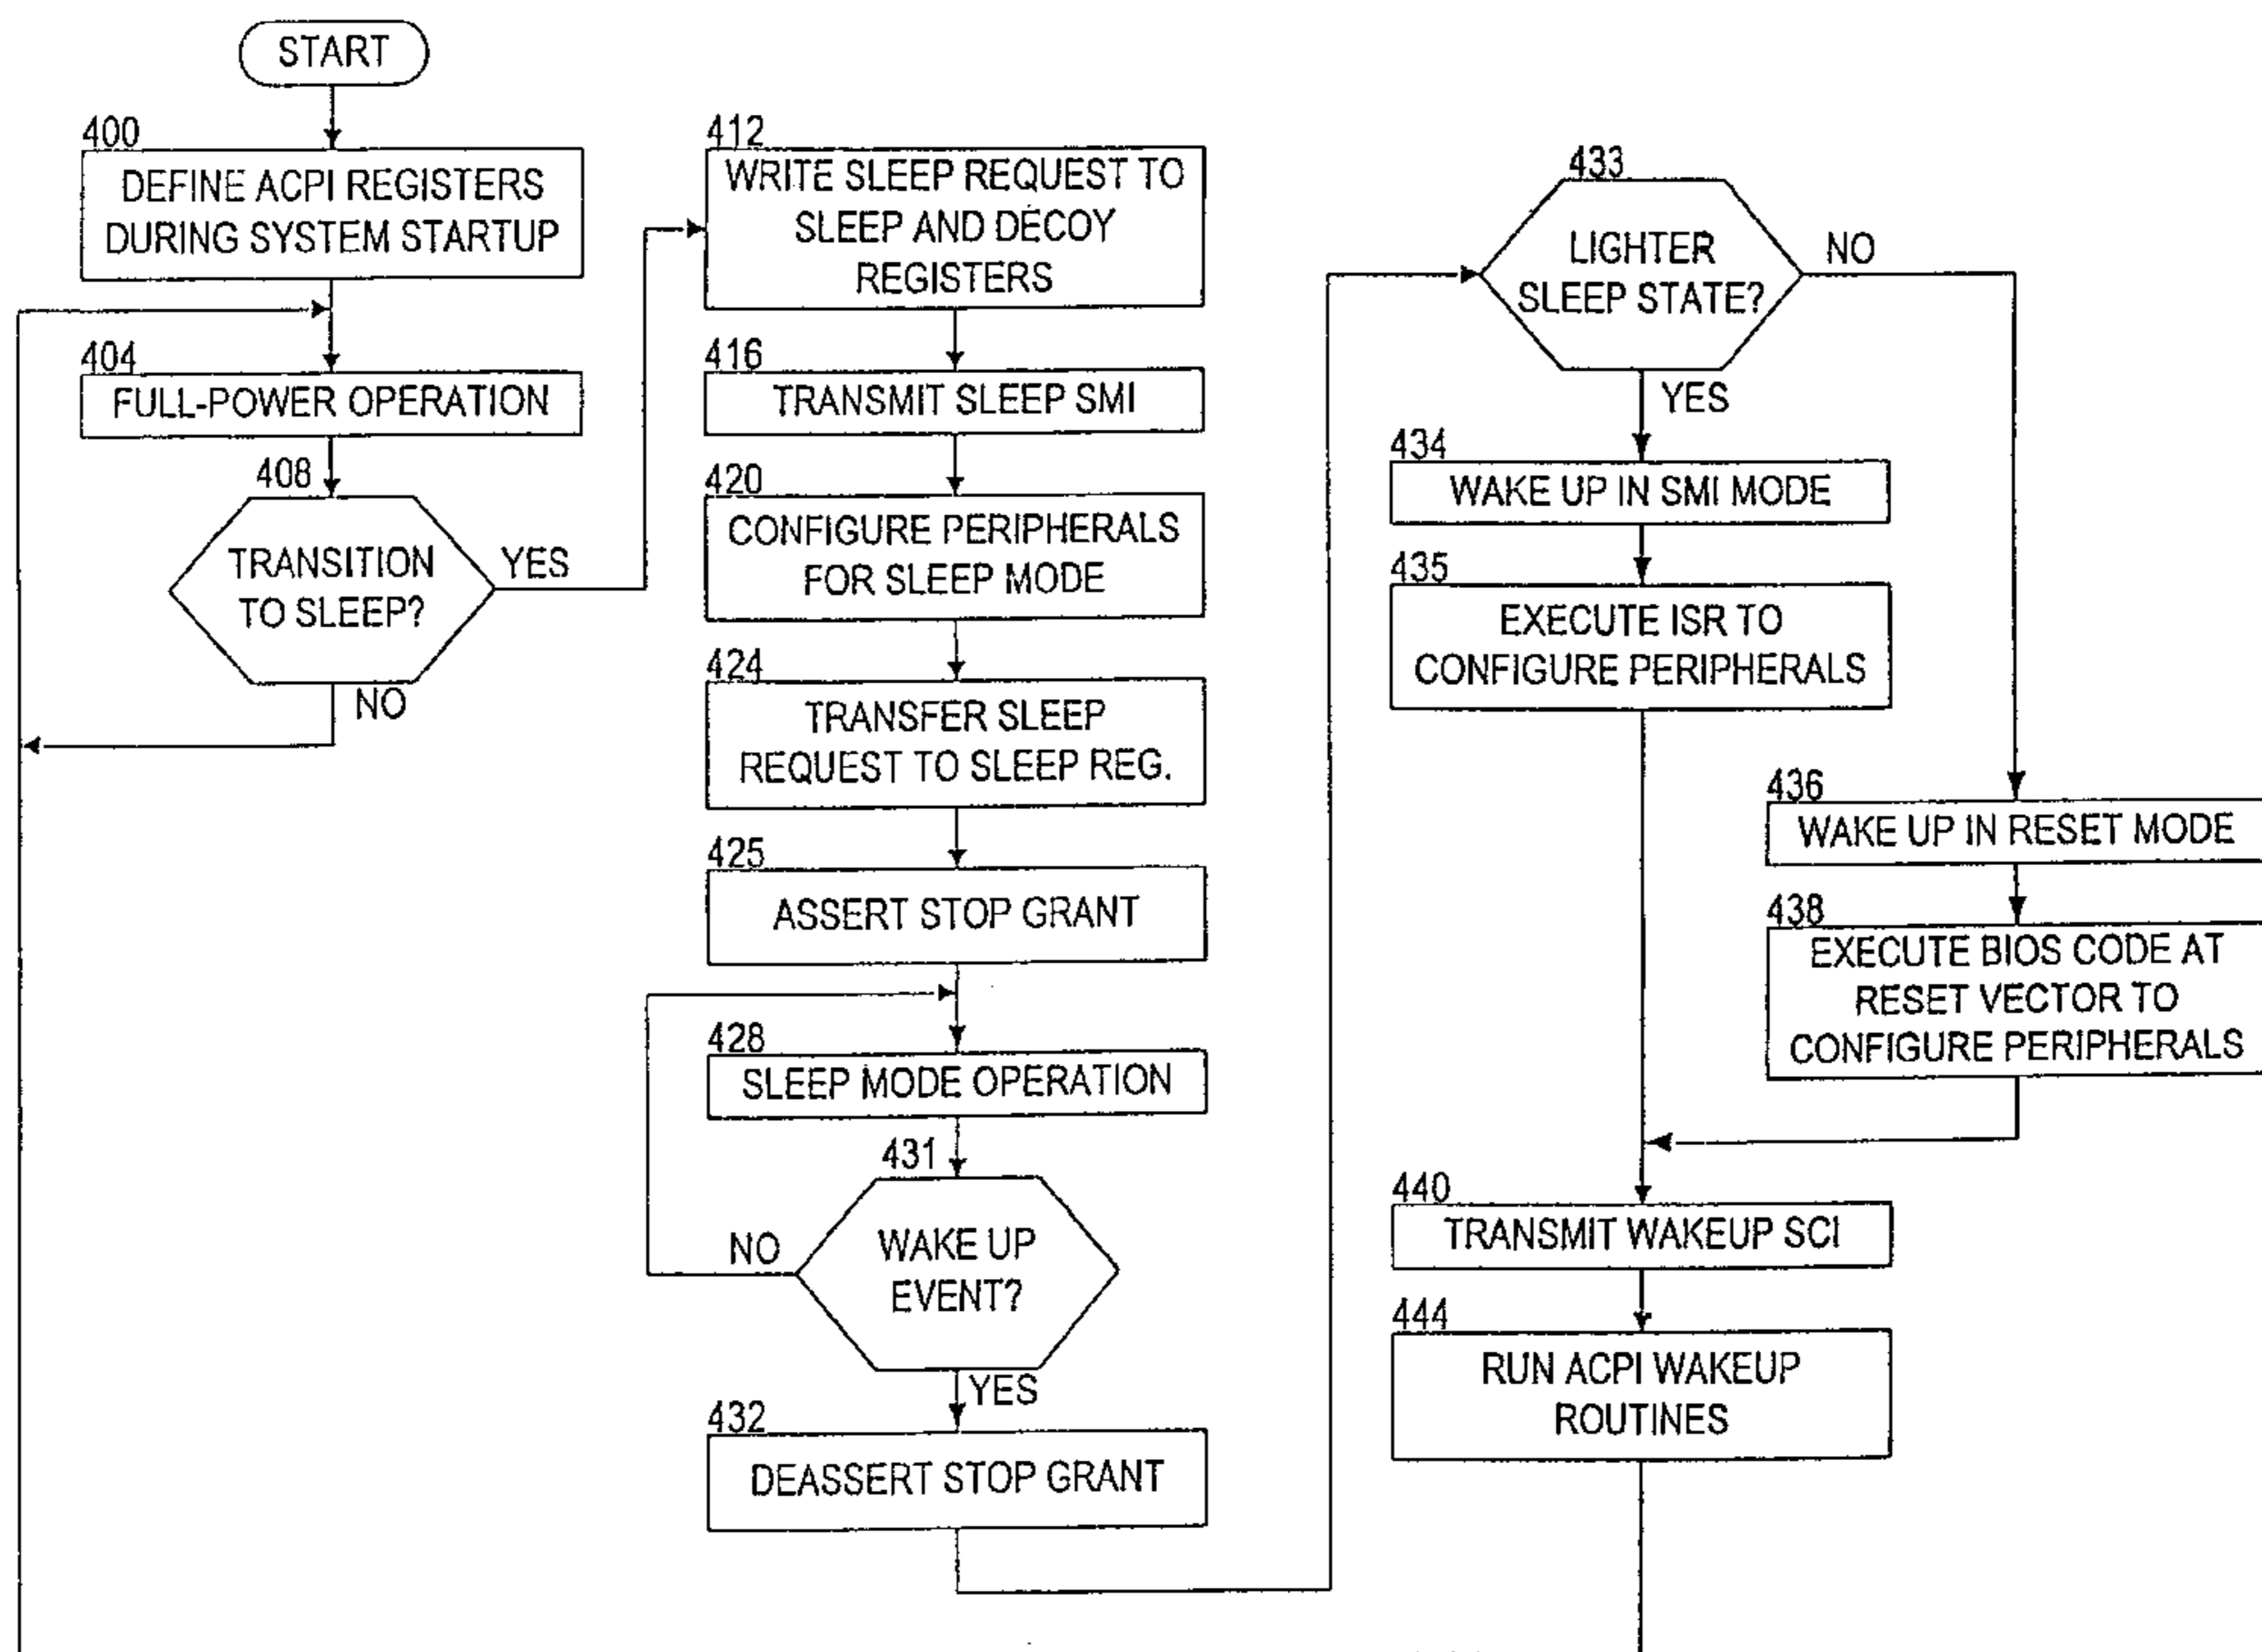 START
400
DEFINE ACPI REGISTERS
DURING SYSTEM STARTUP
404
FULL-POWER OPERATION
408
TRANSITION
TO SLEEP?
YES
NO
412
WRITE SLEEP REQUEST TO
SLEEP AND DECOY
REGISTERS
416
TRANSMIT SLEEP SMI
420
CONFIGURE PERIPHERALS
FOR SLEEP MODE
424
TRANSFER SLEEP
REQUEST TO SLEEP REG.
425
ASSERT STOP GRANT
428
SLEEP MODE OPERATION
431
WAKE UP
EVENT?
NO
YES
432
DEASSERT STOP GRANT
433
LIGHTER
SLEEP STATE?
NO
YES
434
WAKE UP IN SMI MODE
435
EXECUTE ISR TO
CONFIGURE PERIPHERALS
436
WAKE UP IN RESET MODE
438
EXECUTE BIOS CODE AT
RESET VECTOR TO
CONFIGURE PERIPHERALS
440
TRANSMIT WAKEUP SCI
444
RUN ACPI WAKEUP
ROUTINES